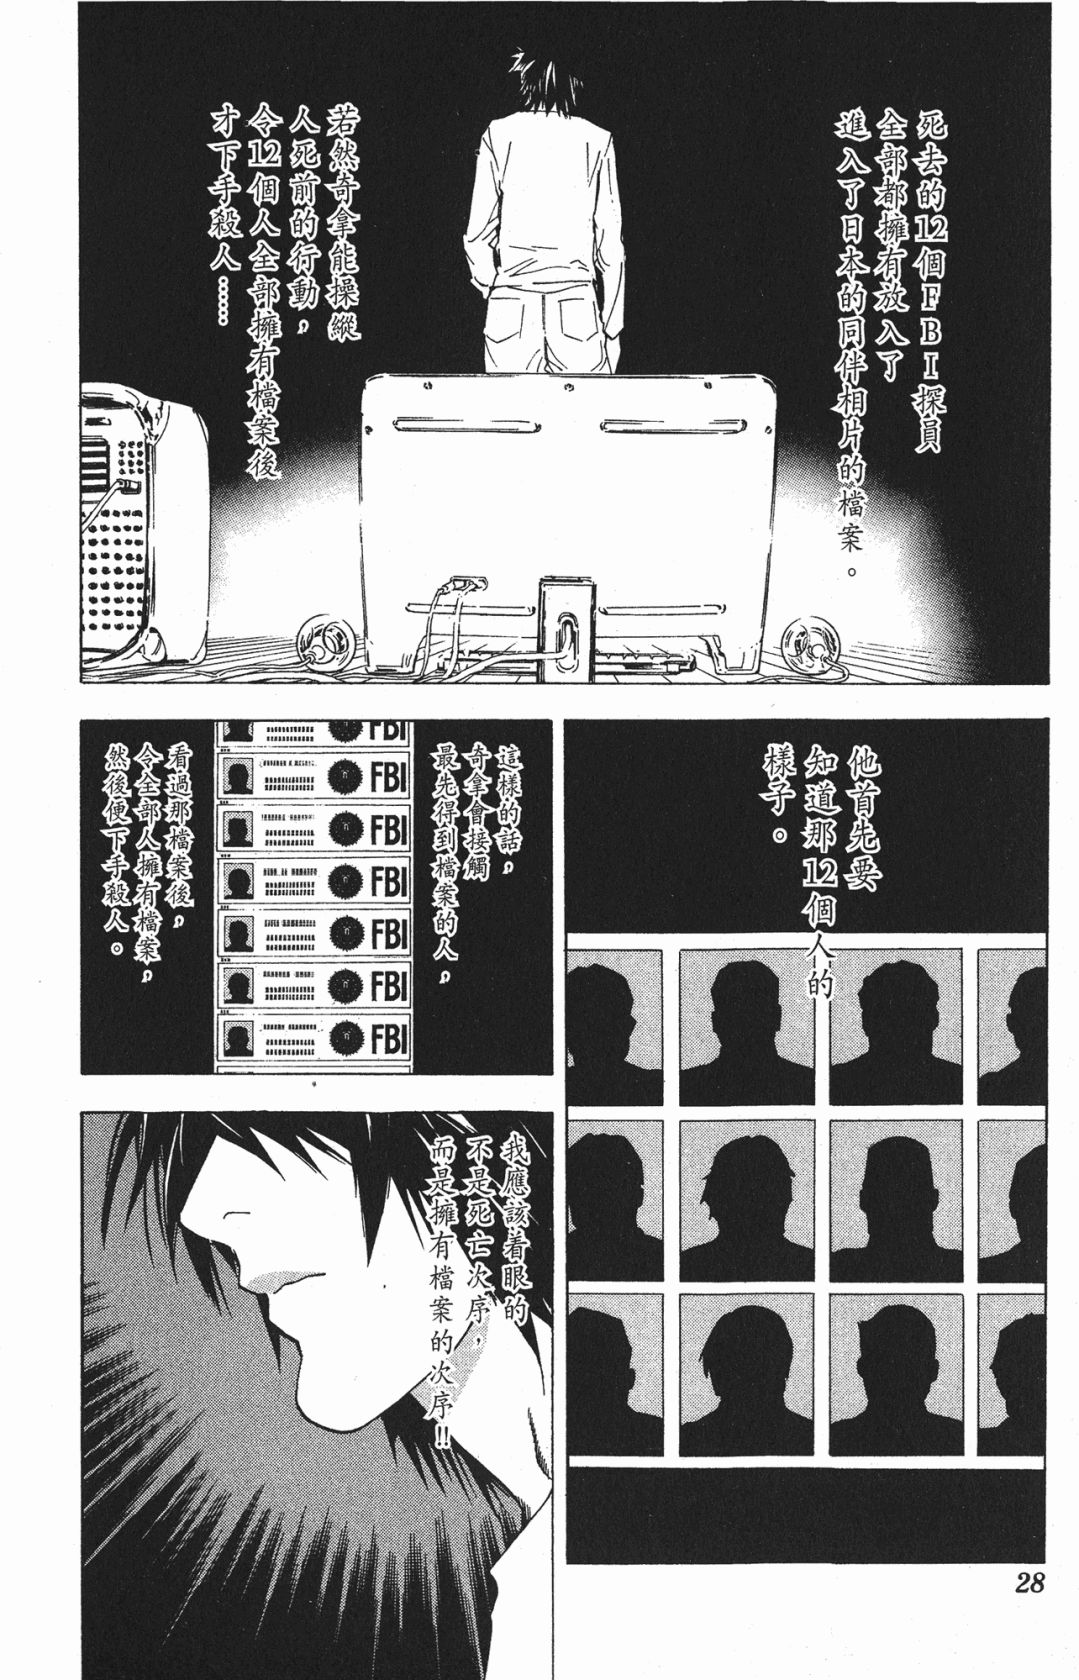 死去的12個FBI探員
全部都擁有放入了
進入了日本的同伴相片的檔案。
若然奇拿能操縱
人死前的行動，
令12個人全部擁有檔案後
才下手殺人……
他首先要
知道那12個人的
樣子。
這樣的話，
奇拿會接觸
最先得到檔案的人，
看過那檔案後，
令全部人擁有檔案，
然後便下手殺人。
FBI
FBI
FBI
FBI
FBI
FBI
FBI
我應該着眼的
不是死亡次序，
而是擁有檔案的次序!!
28